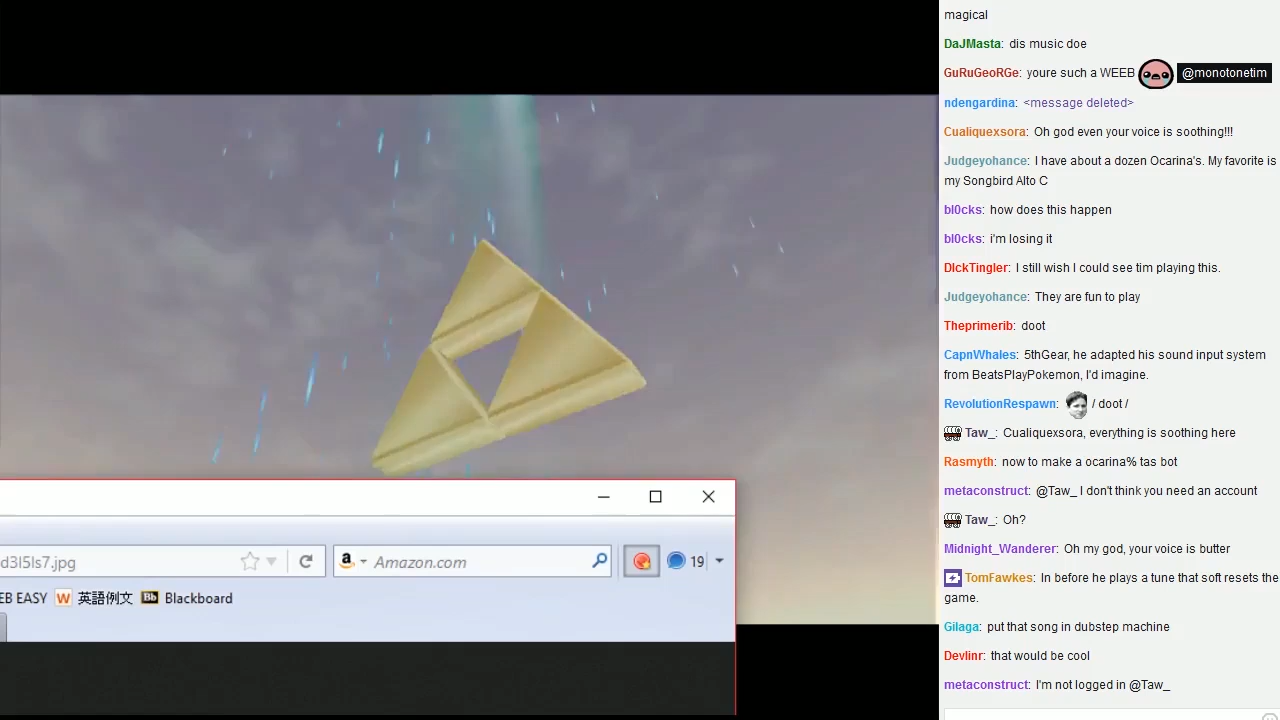 d3I5Is7.jpg
a Amazon.com
19
EB EASY W 英語例文 Bb Blackboard
magical
DaJMasta: dis music doe
GuRuGeoRGe: youre such a WEEB @monotonetim
ndengardina: <message deleted>
Cualiquexsora: Oh god even your voice is soothing!!!
Judgeyohance: I have about a dozen Ocarina's. My favorite is
my Songbird Alto C
bl0cks: how does this happen
bl0cks: i'm losing it
DIckTingler: I still wish I could see tim playing this.
Judgeyohance: They are fun to play
Theprimerib: doot
CapnWhales: 5thGear, he adapted his sound input system
from BeatsPlayPokemon, I'd imagine.
RevolutionRespawn: / doot /
Taw_: Cualiquexsora, everything is soothing here
Rasmyth: now to make a ocarina% tas bot
metaconstruct: @Taw_ I don't think you need an account
Taw_: Oh?
Midnight_Wanderer: Oh my god, your voice is butter
TomFawkes: In before he plays a tune that soft resets the
game.
Gilaga: put that song in dubstep machine
Devlinr: that would be cool
metaconstruct: I'm not logged in @Taw_